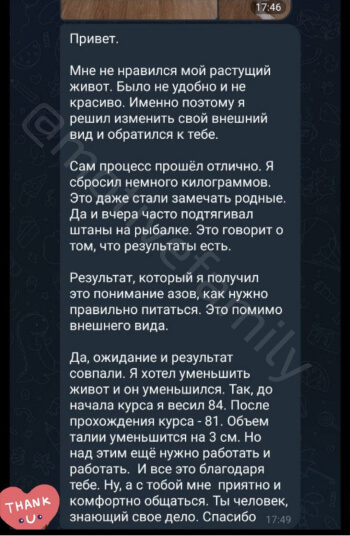 17:46
Привет.
Мне не нравился мой растущий
живот. Было не удобно и не
красиво. Именно поэтому я
решил изменить свой внешний
вид и обратился к тебе.
Сам процесс прошёл отлично. Я
сбросил немного килограммов.
Это даже стали замечать родные.
Да и вчера часто подтягивал
штаны на рыбалке. Это говорит о
том, что результаты есть.
Результат, который я получил
это понимание азов, как нужно
правильно питаться. Это помимо
внешнего вида.
Да, ожидание и результат
совпали. Я хотел уменьшить
живот и он уменьшился. Так, до
начала курса я весил 84. После
прохождения курса - 81. Объем
талии уменьшится на 3 см. Но
над этим ещё нужно работать и
работать. И все это благодаря
тебе. Ну, а с тобой мне приятно и
комфортно общаться. Ты человек,
знающий свое дело. Спасибо 17:49
THANK
U